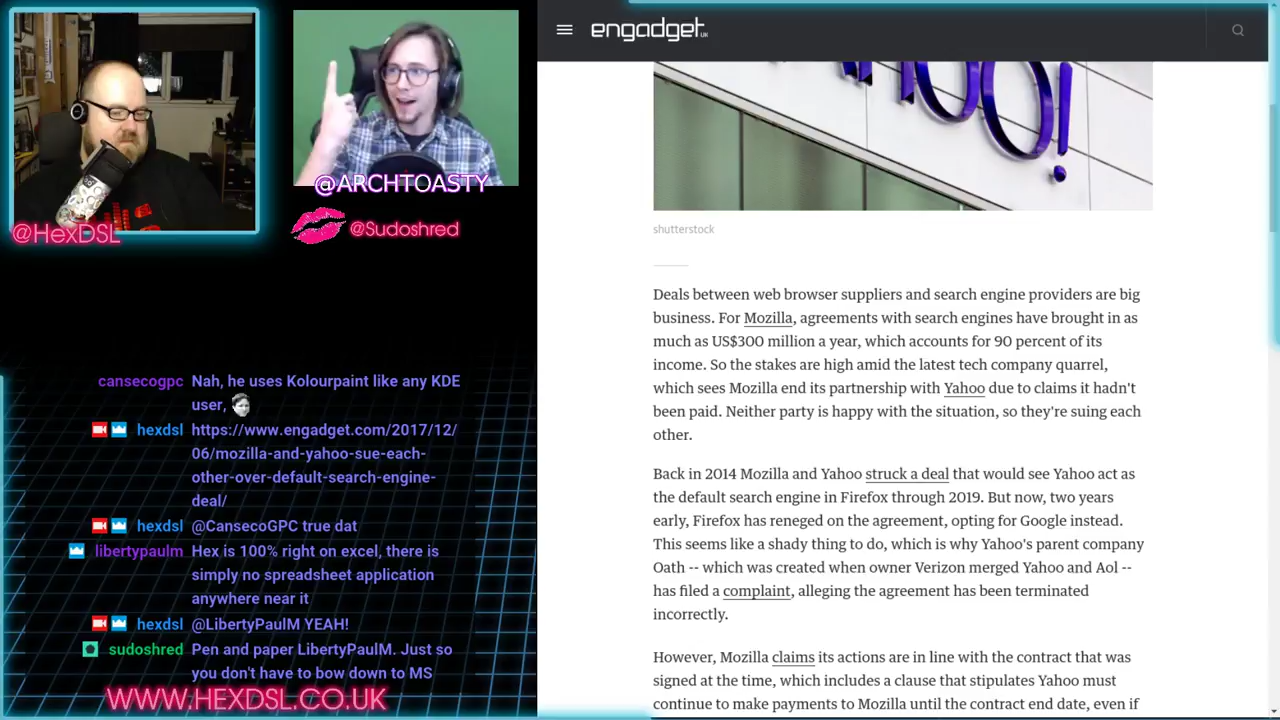 @HexDSL
@ARCHTOASTY
@Sudoshred
cansecogpc Nah, he uses Kolourpaint like any KDE
user,
hexdsl https://www.engadget.com/2017/12/
06/mozilla-and-yahoo-sue-each-
other-over-default-search-engine-
deal/
hexdsl @CansecoGPC true dat
libertypaulm Hex is 100% right on excel, there is
simply no spreadsheet application
anywhere near it
hexdsl @LibertyPaulM YEAH!
sudoshred Pen and paper LibertyPaulM. Just so
you don't have to bow down to MS
WWW.HEXDSL.CO.UK
engadget UK
shutterstock
Deals between web browser suppliers and search engine providers are big
business. For Mozilla, agreements with search engines have brought in as
much as US$300 million a year, which accounts for 90 percent of its
income. So the stakes are high amid the latest tech company quarrel,
which sees Mozilla end its partnership with Yahoo due to claims it hadn't
been paid. Neither party is happy with the situation, so they're suing each
other.
Back in 2014 Mozilla and Yahoo struck a deal that would see Yahoo act as
the default search engine in Firefox through 2019. But now, two years
early, Firefox has reneged on the agreement, opting for Google instead.
This seems like a shady thing to do, which is why Yahoo's parent company
Oath -- which was created when owner Verizon merged Yahoo and Aol --
has filed a complaint, alleging the agreement has been terminated
incorrectly.
However, Mozilla claims its actions are in line with the contract that was
signed at the time, which includes a clause that stipulates Yahoo must
continue to make payments to Mozilla until the contract end date, even if